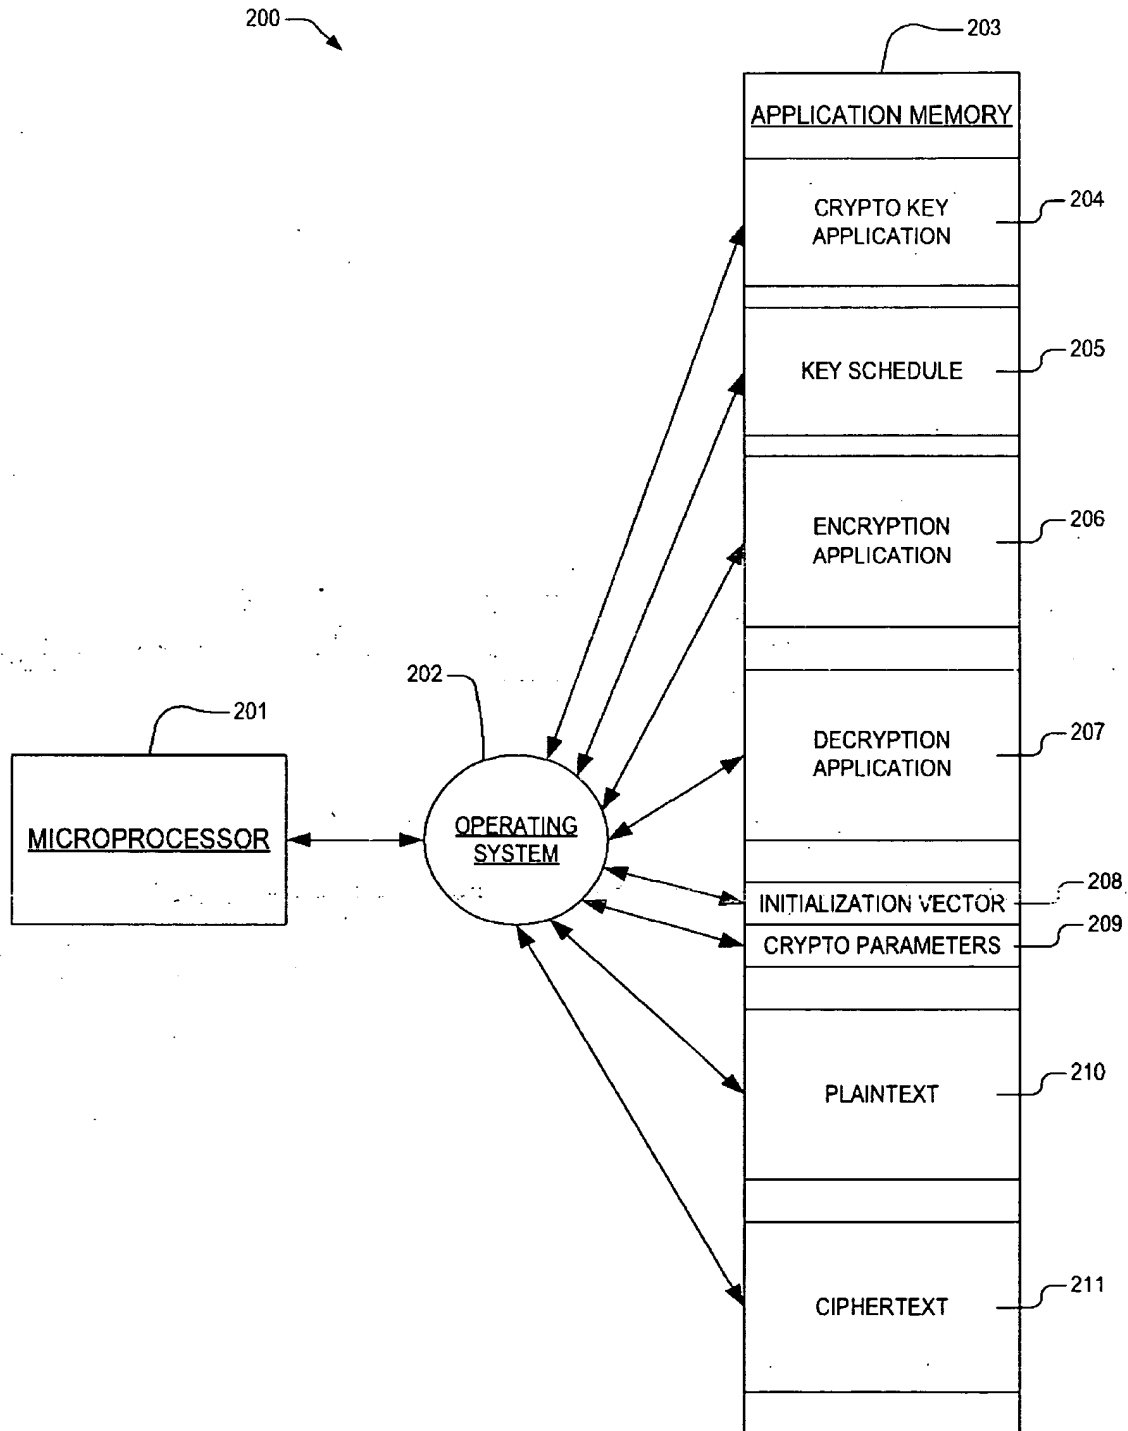 200
203
APPLICATION MEMORY
CRYPTO KEY
APPLICATION
204
KEY SCHEDULE
205
ENCRYPTION
APPLICATION
206
202
201
DECRYPTION
APPLICATION
207
MICROPROCESSOR
OPERATING
SYSTEM
INITIALIZATION VECTOR
208
CRYPTO PARAMETERS
209
PLAINTEXT
210
CIPHERTEXT
211